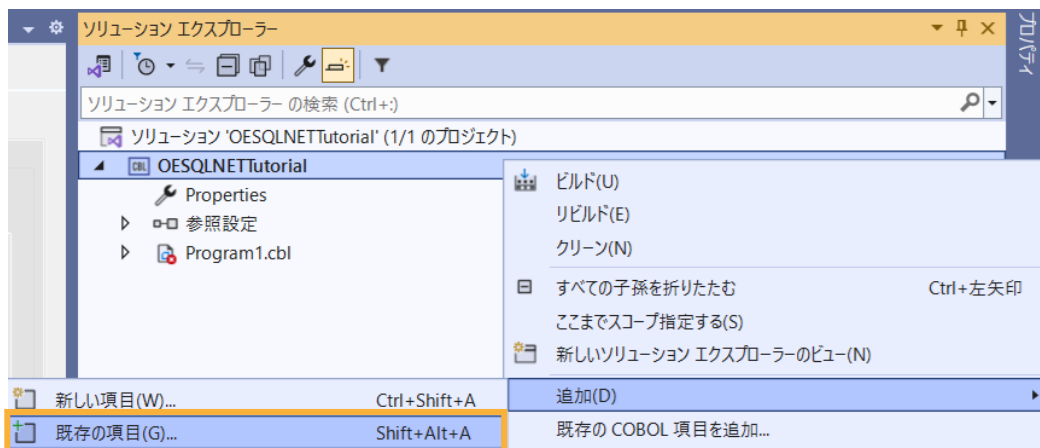 ソリューション エクスプローラー
プロパティ
ソリューション エクスプローラー の検索 (Ctrl+:)
ソリューション 'OESQLNETTutorial' (1/1 のプロジェクト)
CBL OESQLNETTutorial
Properties
参照設定
Program1.cbl
ビルド(U)
リビルド(E)
クリーン(N)
すべての子孫を折りたたむ Ctrl+左矢印
ここまでスコープ指定する(S)
新しいソリューション エクスプローラーのビュー(N)
追加(D)
既存の COBOL 項目を追加...
新しい項目(W)... Ctrl+Shift+A
既存の項目(G)... Shift+Alt+A